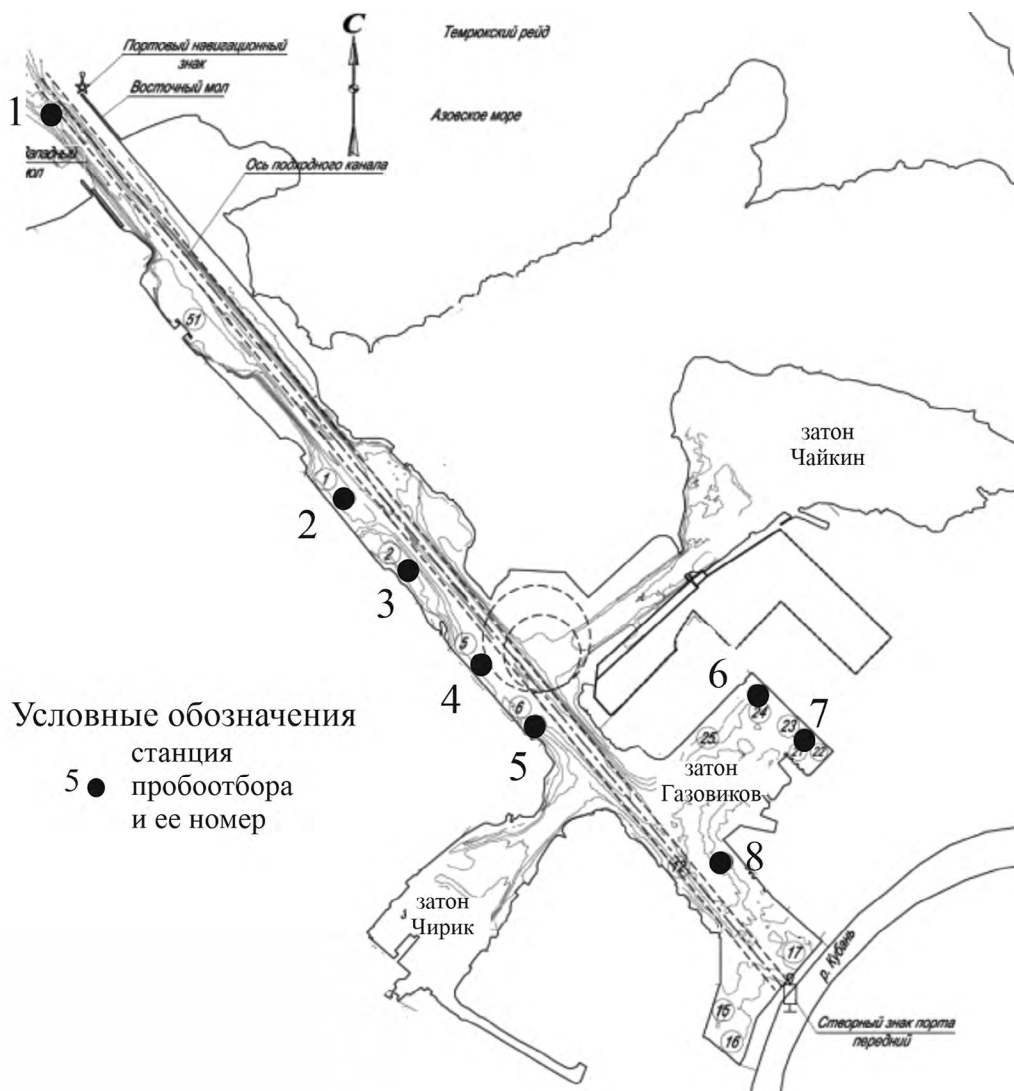 С
Темрюкский рейд
Портовый навигационный
знак
Восточный мол
Азовское море
1
Западный
мол
Ось подходного канала
51
затон
Чайкин
1
2
2
3
5
4
6
5
6
24
23
7
25
21
22
затон
Газовиков
Условные обозначения
станция
5
пробоотбора
и ее номер
8
затон
Чирик
17
р. Кубань
15
16
Створный знак порта
передний